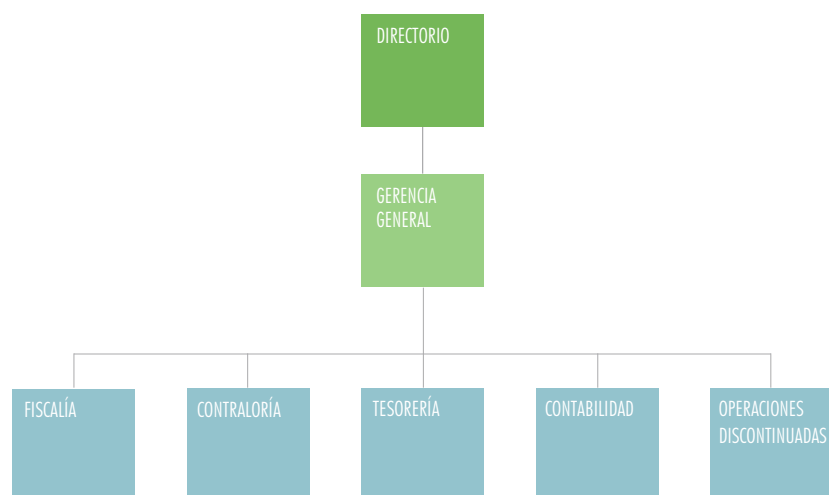 DIRECTORIO
GERENCIA
GENERAL
FISCALÍA
CONTRALORÍA
TESORERÍA
CONTABILIDAD
OPERACIONES
DISCONTINUADAS